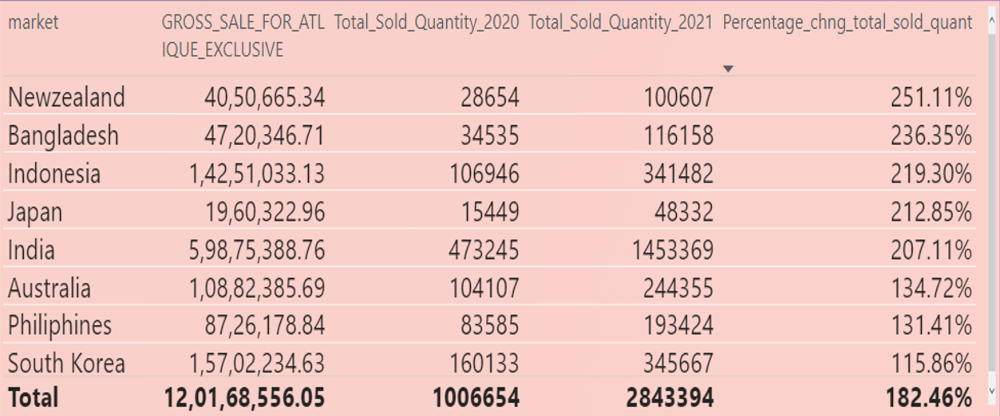 market GROSS_SALE_FOR_ATL Total_Sold_Quantity_2020 Total_Sold_Quantity_2021 Percentage_chng_total_sold_quant
IQUE_EXCLUSIVE
Newzealand 40,50,665.34 28654 100607 251.11%
Bangladesh 47,20,346.71 34535 116158 236.35%
Indonesia 1,42,51,033.13 106946 341482 219.30%
Japan 19,60,322.96 15449 48332 212.85%
India 5,98,75,388.76 473245 1453369 207.11%
Australia 1,08,82,385.69 104107 244355 134.72%
Philiphines 87,26,178.84 83585 193424 131.41%
South Korea 1,57,02,234.63 160133 345667 115.86%
Total 12,01,68,556.05 1006654 2843394 182.46%